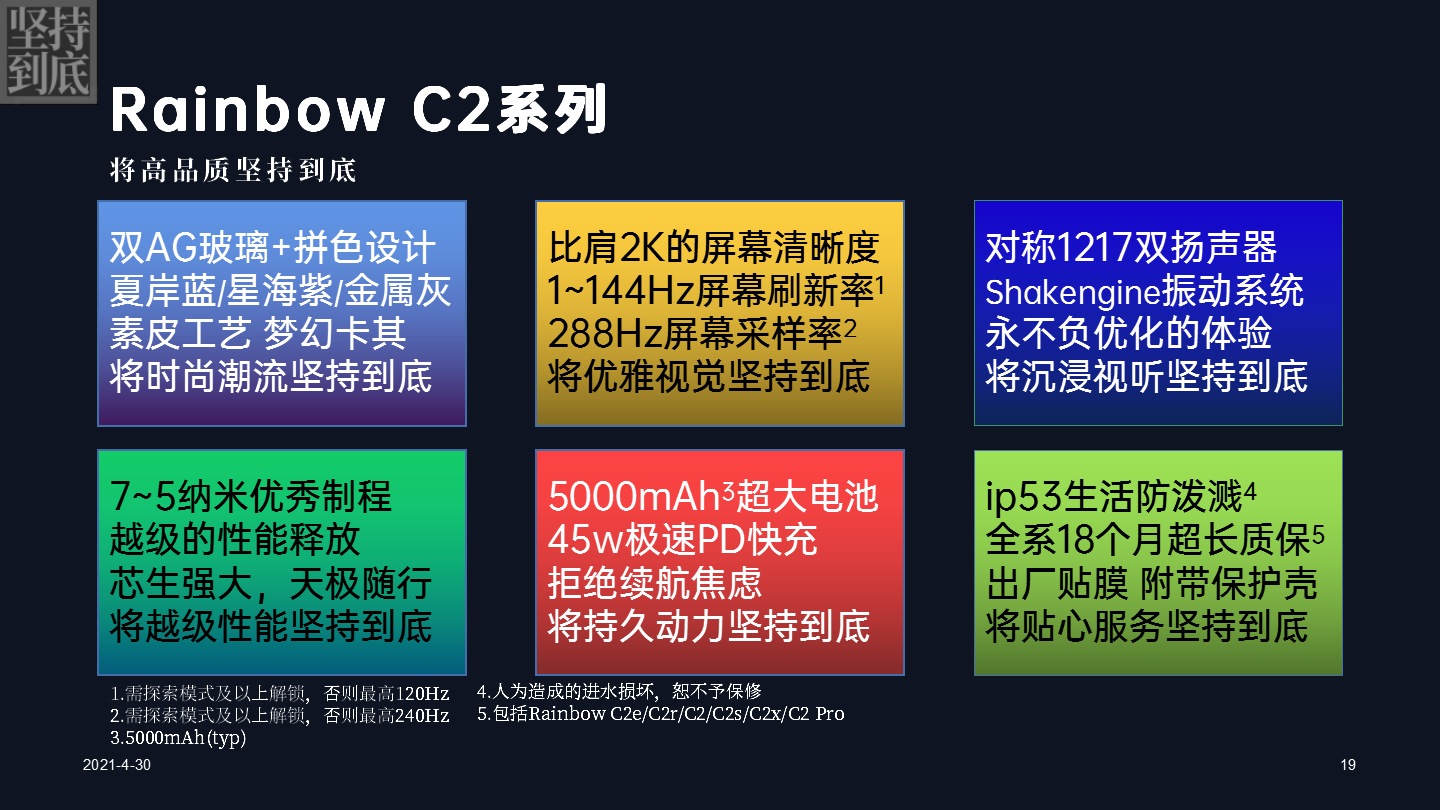 坚持
到底
Rainbow C2系列
将高品质坚持到底
双AG玻璃+拼色设计
夏岸蓝/星海紫/金属灰
素皮工艺 梦幻卡其
将时尚潮流坚持到底
比肩2K的屏幕清晰度
1~144Hz屏幕刷新率1
288Hz屏幕采样率2
将优雅视觉坚持到底
对称1217双扬声器
Shakengine振动系统
永不负优化的体验
将沉浸视听坚持到底
7~5纳米优秀制程
越级的性能释放
芯生强大，天极随行
将越级性能坚持到底
5000mAh3超大电池
45w极速PD快充
拒绝续航焦虑
将持久动力坚持到底
ip53生活防泼溅4
全系18个月超长质保5
出厂贴膜 附带保护壳
将贴心服务坚持到底
1.需探索模式及以上解锁，否则最高120Hz
2.需探索模式及以上解锁，否则最高240Hz
3.5000mAh(typ)
4.人为造成的进水损坏，恕不予保修
5.包括Rainbow C2e/C2r/C2/C2s/C2x/C2 Pro
2021-4-30
19